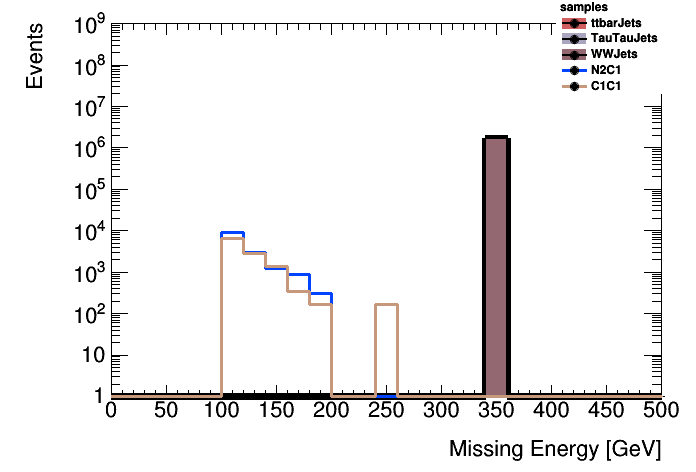 samples
ttbarJets
TauTauJets
WWJets
N2C1
C1C1
Events
10⁹
10⁸
10⁷
10⁶
10⁵
10⁴
10³
10²
10
1
0 50 100 150 200 250 300 350 400 450 500
Missing Energy [GeV]